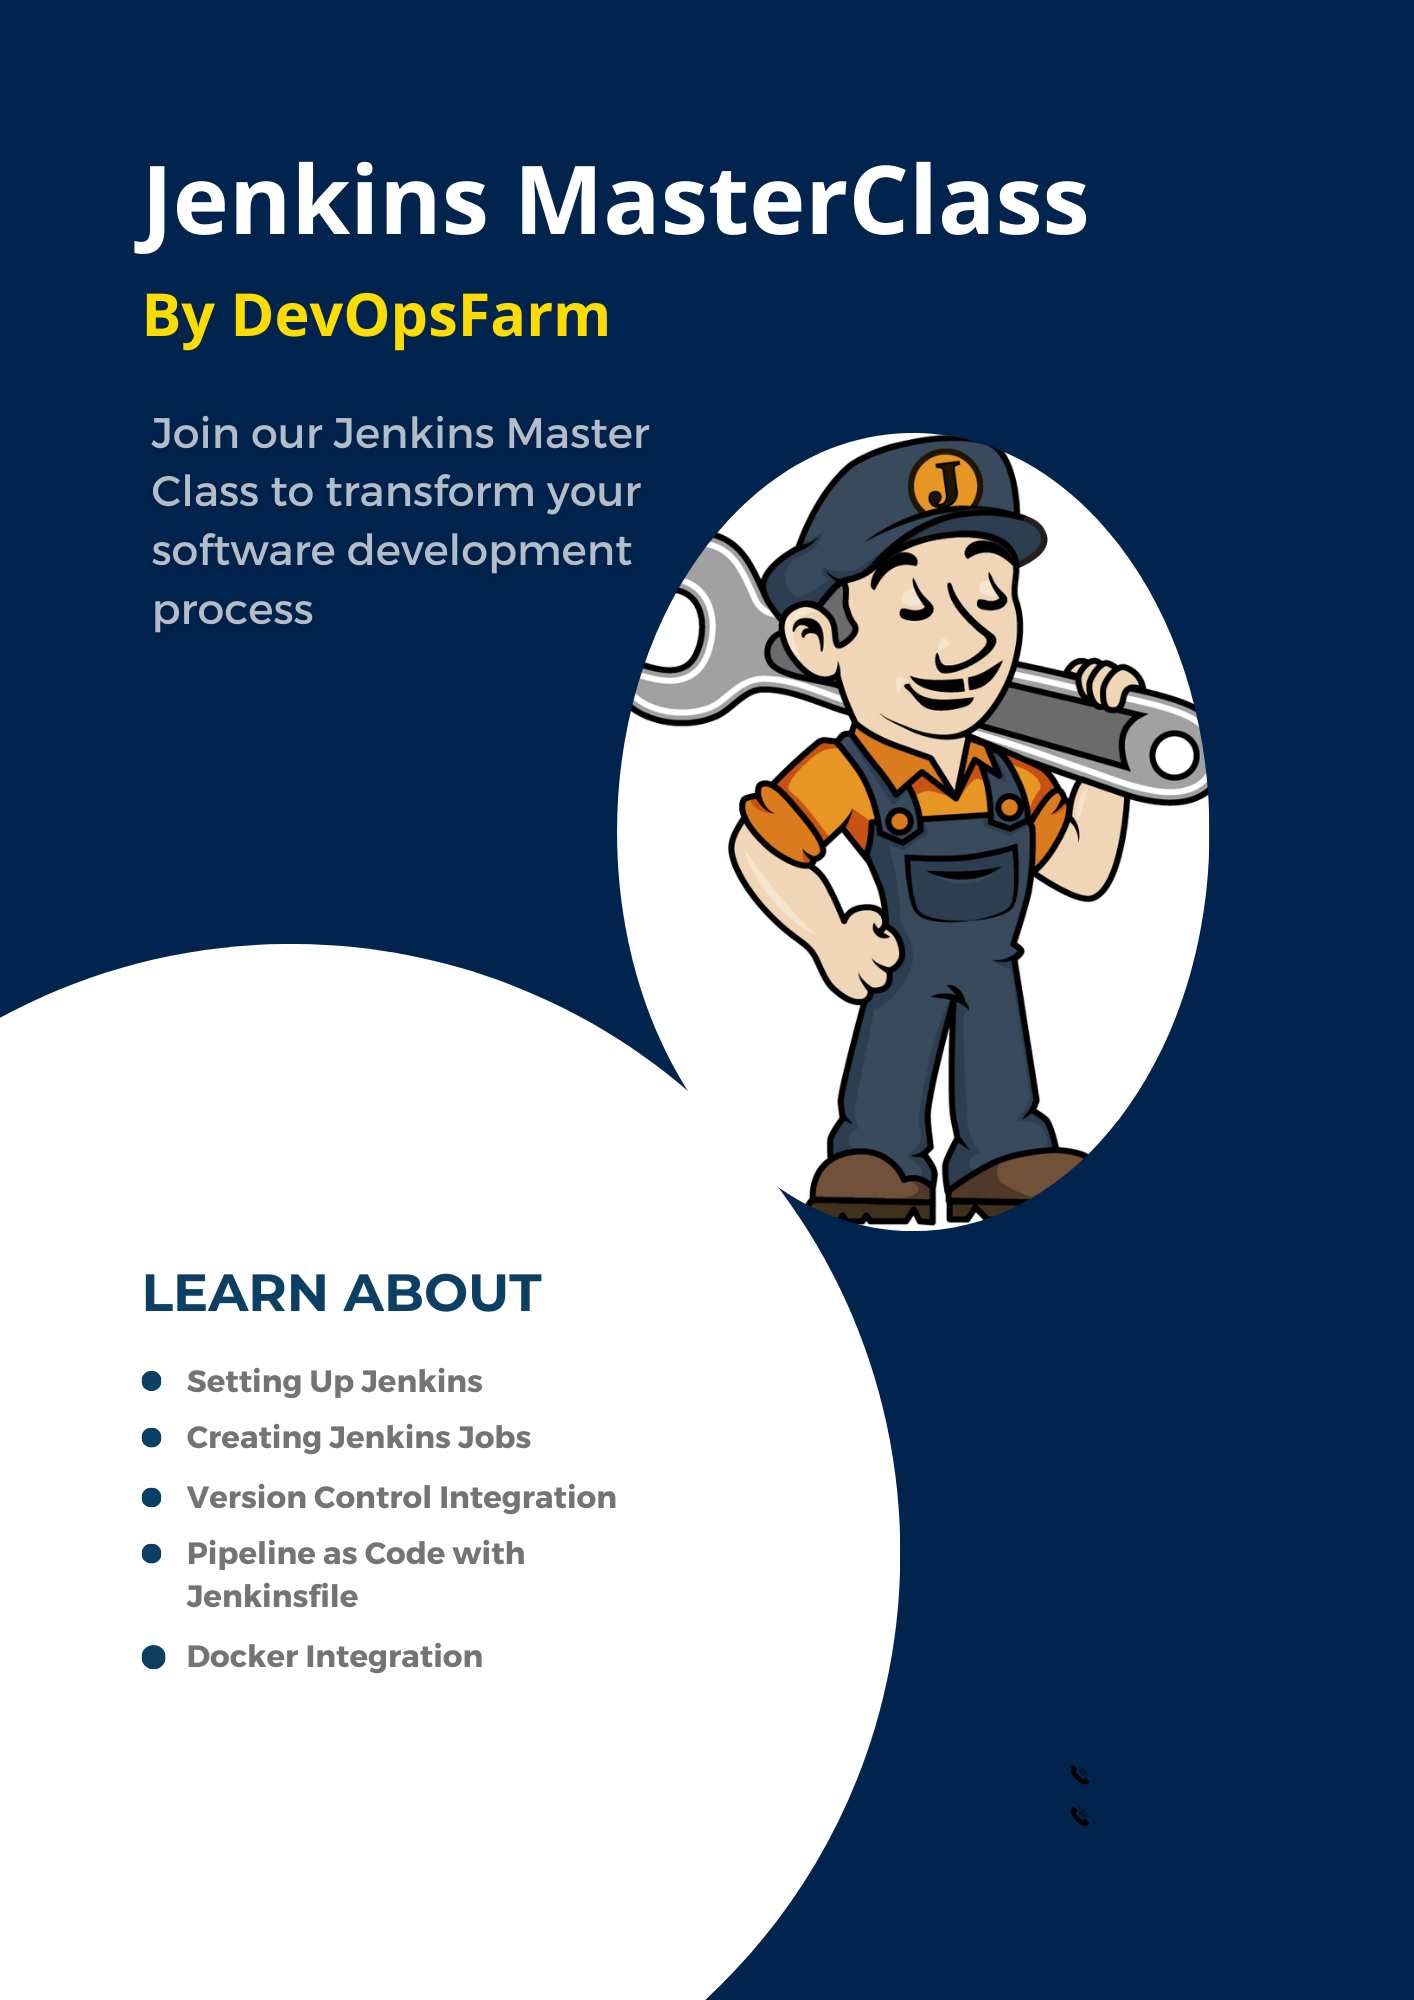 Jenkins MasterClass
By DevOpsFarm
Join our Jenkins Master
Class to transform your
software development
process
J
LEARN ABOUT
Setting Up Jenkins
Creating Jenkins Jobs
Version Control Integration
Pipeline as Code with
Jenkinsfile
Docker Integration